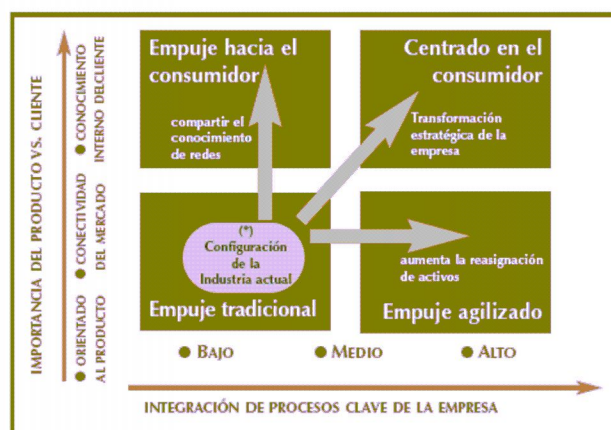 Empuje hacia el
consumidor
compartir el
conocimiento
de redes
Centrado en el
consumidor
Transformación
estratégica de la
empresa
(*)
Configuración
de la
Industria actual
Empuje tradicional
aumenta la reasignación
de activos
Empuje agilizado
IMPORTANCIA DEL PRODUCTO VS. CLIENTE
CONOCIMIENTO
INTERNO DELCLIENTE
CONECTIVIDAD
DEL MERCADO
ORIENTADO
AL PRODUCTO
BAJO
MEDIO
ALTO
INTEGRACIÓN DE PROCESOS CLAVE DE LA EMPRESA